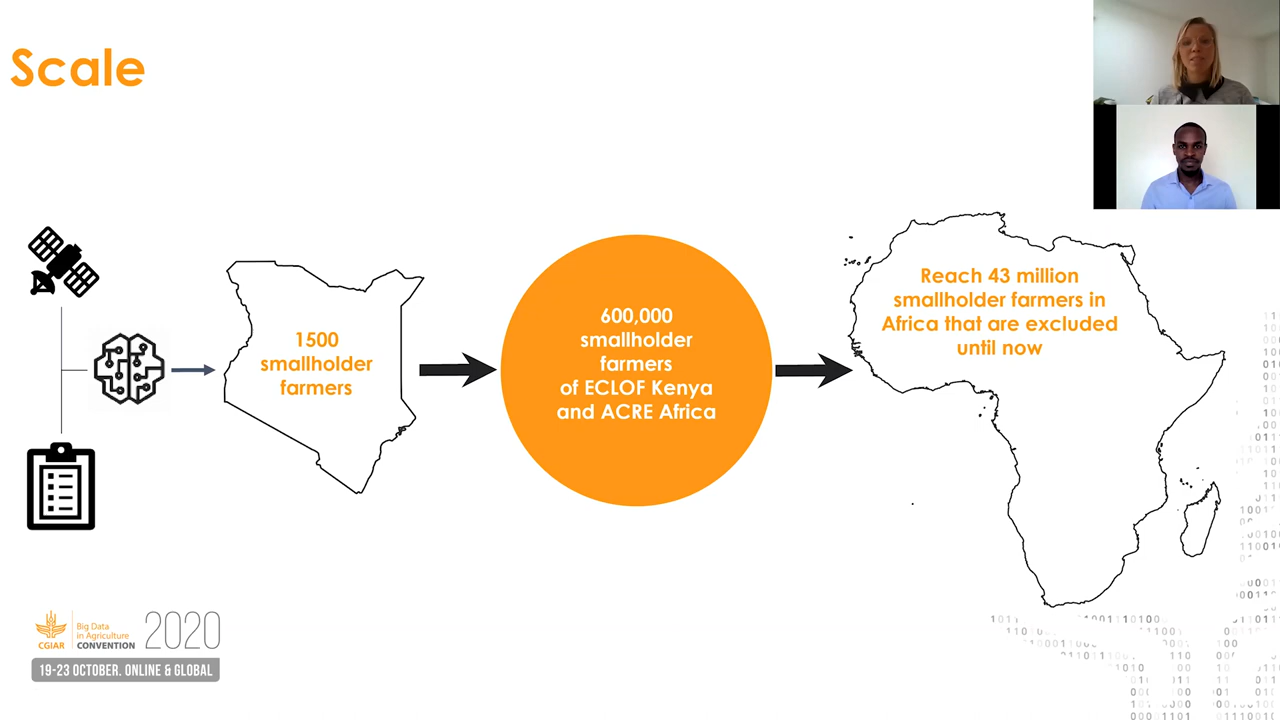 Scale
1500
smallholder
farmers
600,000
smallholder
farmers
of ECLOF Kenya
and ACRE Africa
Reach 43 million
smallholder farmers in
Africa that are excluded
until now
CGIAR
Big Data
in Agriculture
CONVENTION
2020
19-23 OCTOBER. ONLINE & GLOBAL